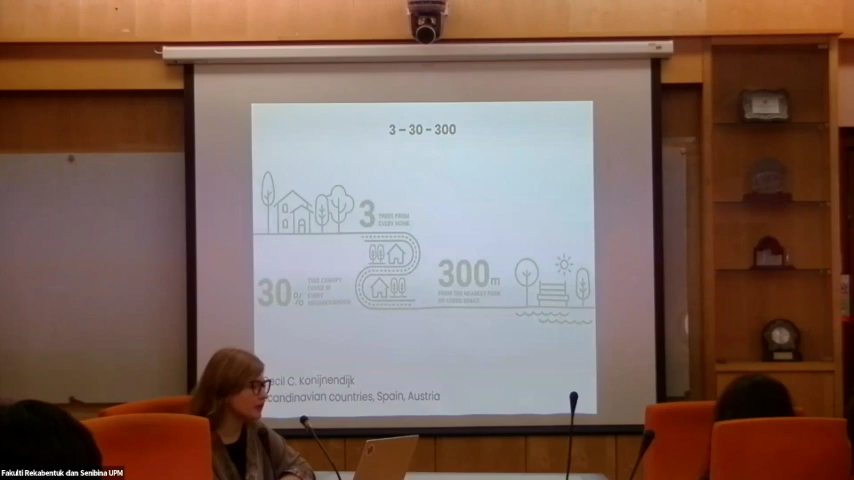 3 – 30 – 300
3 TREES FROM
EVERY HOME
30% TREE CANOPY
COVER IN
EVERY
NEIGHBOURHOOD
300m
FROM THE NEAREST PARK
OR GREEN SPACE
ecil C. Konijnendijk
candinavian countries, Spain, Austria
Fakulti Rekabentuk dan Senibina UPM